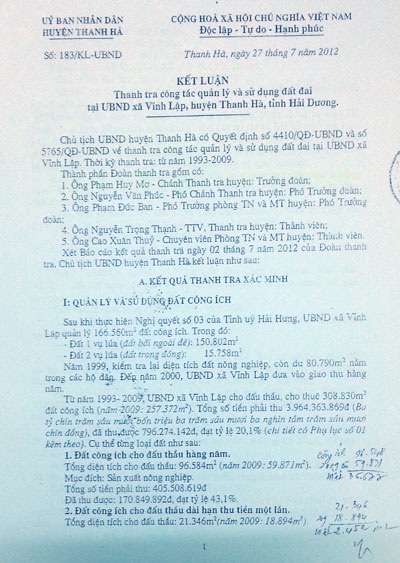 UỶ BAN NHÂN DÂN
HUYỆN THANH HÀ
CỘNG HOÀ XÃ HỘI CHỦ NGHĨA VIỆT NAM
Độc lập - Tự do - Hạnh phúc
Số: 183/KL-UBND
Thanh Hà, ngày 27 tháng 7 năm 2012
KẾT LUẬN
Thanh tra công tác quản lý và sử dụng đất đai
tại UBND xã Vĩnh Lập, huyện Thanh Hà, tỉnh Hải Dương.
Chủ tịch UBND huyện Thanh Hà có Quyết định số 4410/QĐ-UBND và số
5765/QĐ-UBND về thanh tra công tác quản lý và sử dụng đất đai tại UBND xã
Vĩnh Lập. Thời kỳ thanh tra: từ năm 1993-2009.
Thành phần Đoàn thanh tra gồm có:
1. Ông Phạm Huy Mơ - Chánh Thanh tra huyện: Trưởng đoàn;
2. Ông Nguyễn Văn Phúc - Phó Chánh Thanh tra huyện: Phó Trưởng đoàn;
3. Ông Phạm Đức Ban - Phó Trưởng phòng TN và MT huyện: Phó Trưởng
đoàn;
4. Ông Nguyễn Trọng Thạnh - TTV, Thanh tra huyện: Thành viên;
5. Ông Cao Xuân Thuỷ - Chuyên viên Phòng TN và MT huyện: Thành viên.
Xét Báo cáo kết quả thanh tra ngày 02 tháng 7 năm 2012 của Đoàn thanh
tra. Chủ tịch UBND huyện Thanh Hà kết luận như sau:
A. KẾT QUẢ THANH TRA XÁC MINH
I: QUẢN LÝ VÀ SỬ DỤNG ĐẤT CÔNG ÍCH
Sau khi thực hiện Nghị quyết số 03 của Tỉnh uỷ Hải Hưng, UBND xã Vĩnh
Lập quản lý 166.560m² đất công ích. Trong đó:
- Đất 1 vụ lúa (đất bãi ngoài đê): 150.802m²
- Đất 2 vụ lúa (đất trong đồng): 15.758m²
Năm 1999, kiểm tra lại diện tích đất nông nghiệp, còn dư 80.790m² nằm
trong các hộ dân. Đến năm 2000, UBND xã Vĩnh Lập đưa vào giao thầu hàng
năm.
Từ năm 1993- 2009, UBND xã Vĩnh Lập cho đấu thầu, cho thuê 308.830m²
đất công ích (năm 2009: 257.372m²). Tổng số tiền phải thu 3.964.363.869đ (Ba
tỷ chín trăm sáu mươi bốn triệu ba trăm sáu mươi ba nghìn tám trăm sáu mươi
chín đồng), đã thu được 796.274.142đ, đạt tỷ lệ 20,1% (chi tiết có Phụ lục số 01
kèm theo). Cụ thể từng loại đất như sau:
1. Đất công ích cho đấu thầu hàng năm.
Tổng diện tích cho đấu thầu: 96.584m² (năm 2009: 59.871m²).
Mục đích: Sản xuất nông nghiệp.
Tổng số tiền phải thu: 405.508.619đ
Đã thu được: 170.849.892đ, đạt tỷ lệ 43,1%.
2. Đất công ích cho đấu thầu dài hạn thu tiền một lần.
Tổng diện tích cho đấu thầu: 21.346m² (năm 2009: 18.894m²).
59.871
21.346
18.894
2.452
1